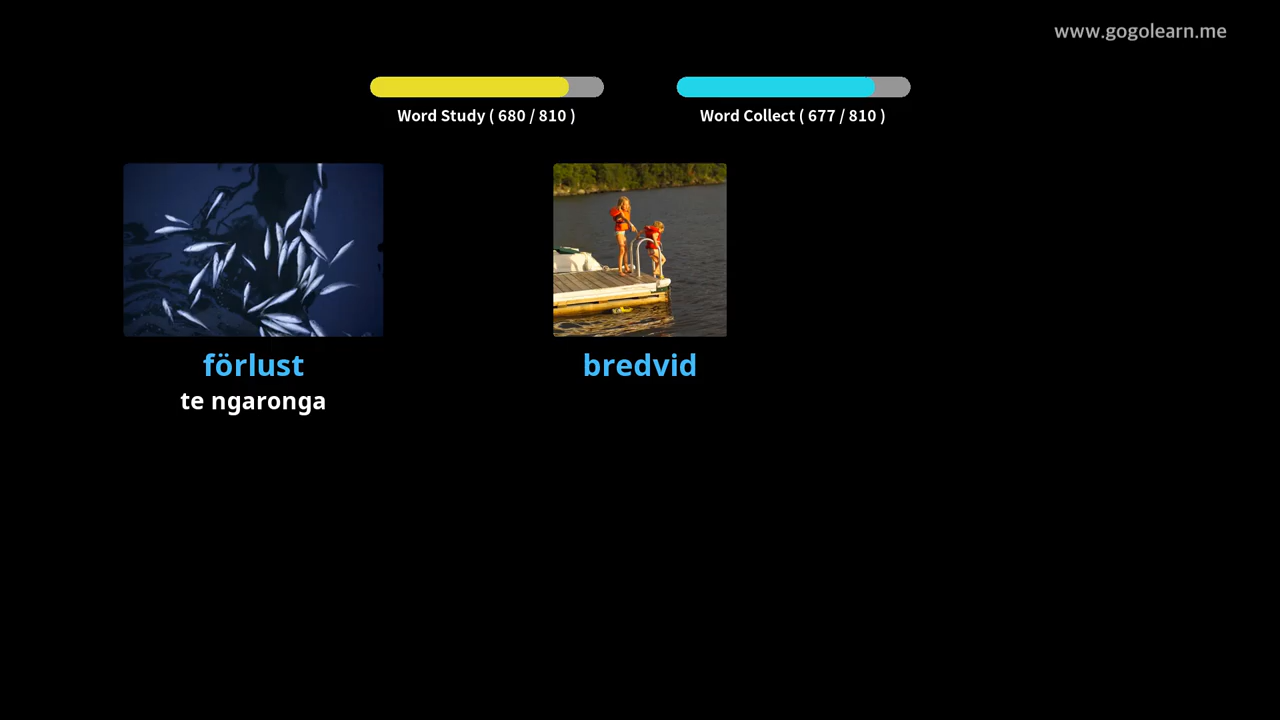 www.gogolearn.me
Word Study ( 680 / 810 )
Word Collect ( 677 / 810 )
förlust
te ngaronga
bredvid